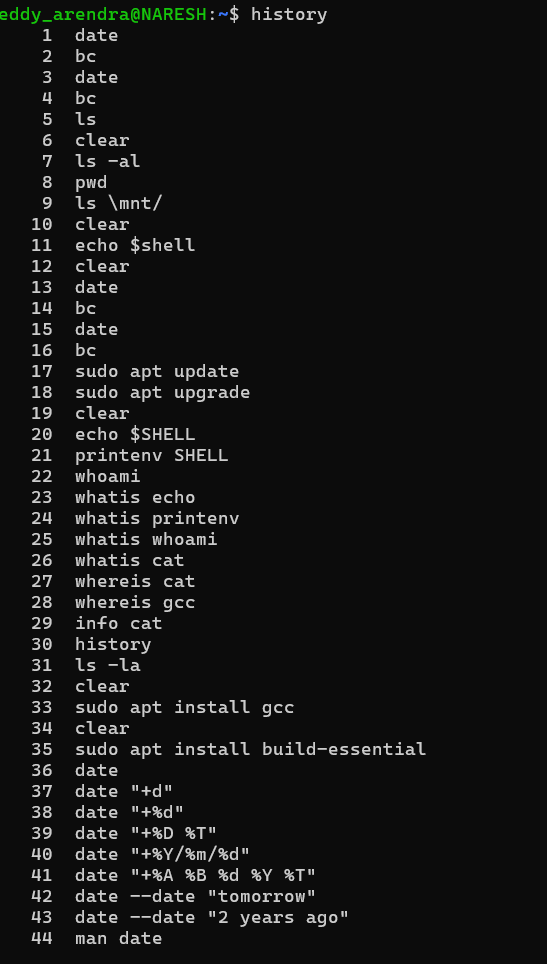 eddy_arendra@NARESH:~$ history
1 date
2 bc
3 date
4 bc
5 ls
6 clear
7 ls -al
8 pwd
9 ls \mnt/
10 clear
11 echo $shell
12 clear
13 date
14 bc
15 date
16 bc
17 sudo apt update
18 sudo apt upgrade
19 clear
20 echo $SHELL
21 printenv SHELL
22 whoami
23 whatis echo
24 whatis printenv
25 whatis whoami
26 whatis cat
27 whereis cat
28 whereis gcc
29 info cat
30 history
31 ls -la
32 clear
33 sudo apt install gcc
34 clear
35 sudo apt install build-essential
36 date
37 date "+d"
38 date "+%d"
39 date "+%D %T"
40 date "+%Y/%m/%d"
41 date "+%A %B %d %Y %T"
42 date --date "tomorrow"
43 date --date "2 years ago"
44 man date